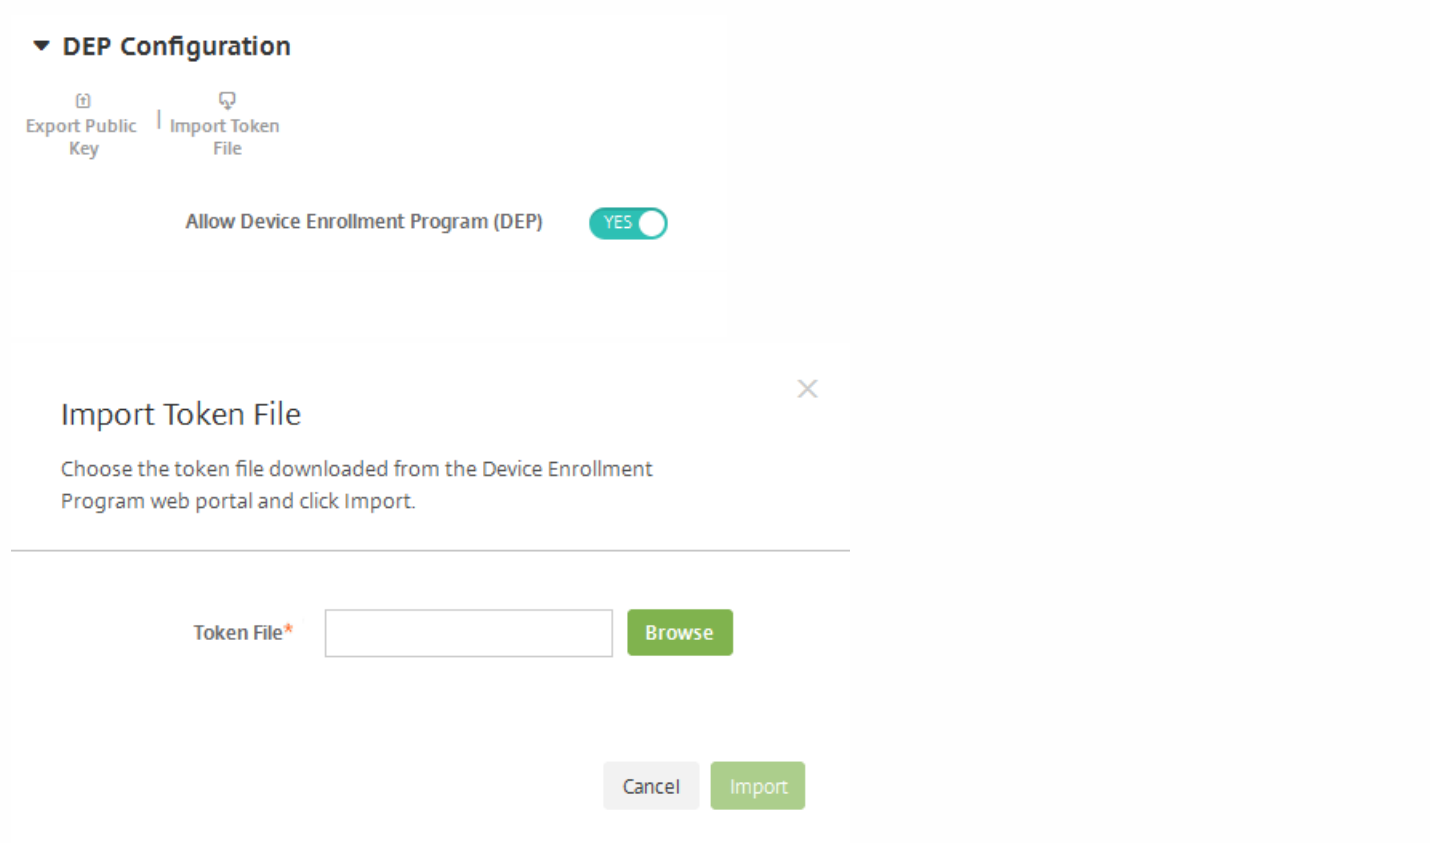 DEP Configuration
Export Public
Key
Import Token
File
Allow Device Enrollment Program (DEP)
YES
Import Token File
Choose the token file downloaded from the Device Enrollment
Program web portal and click Import.
Token File*
Browse
Cancel
Import